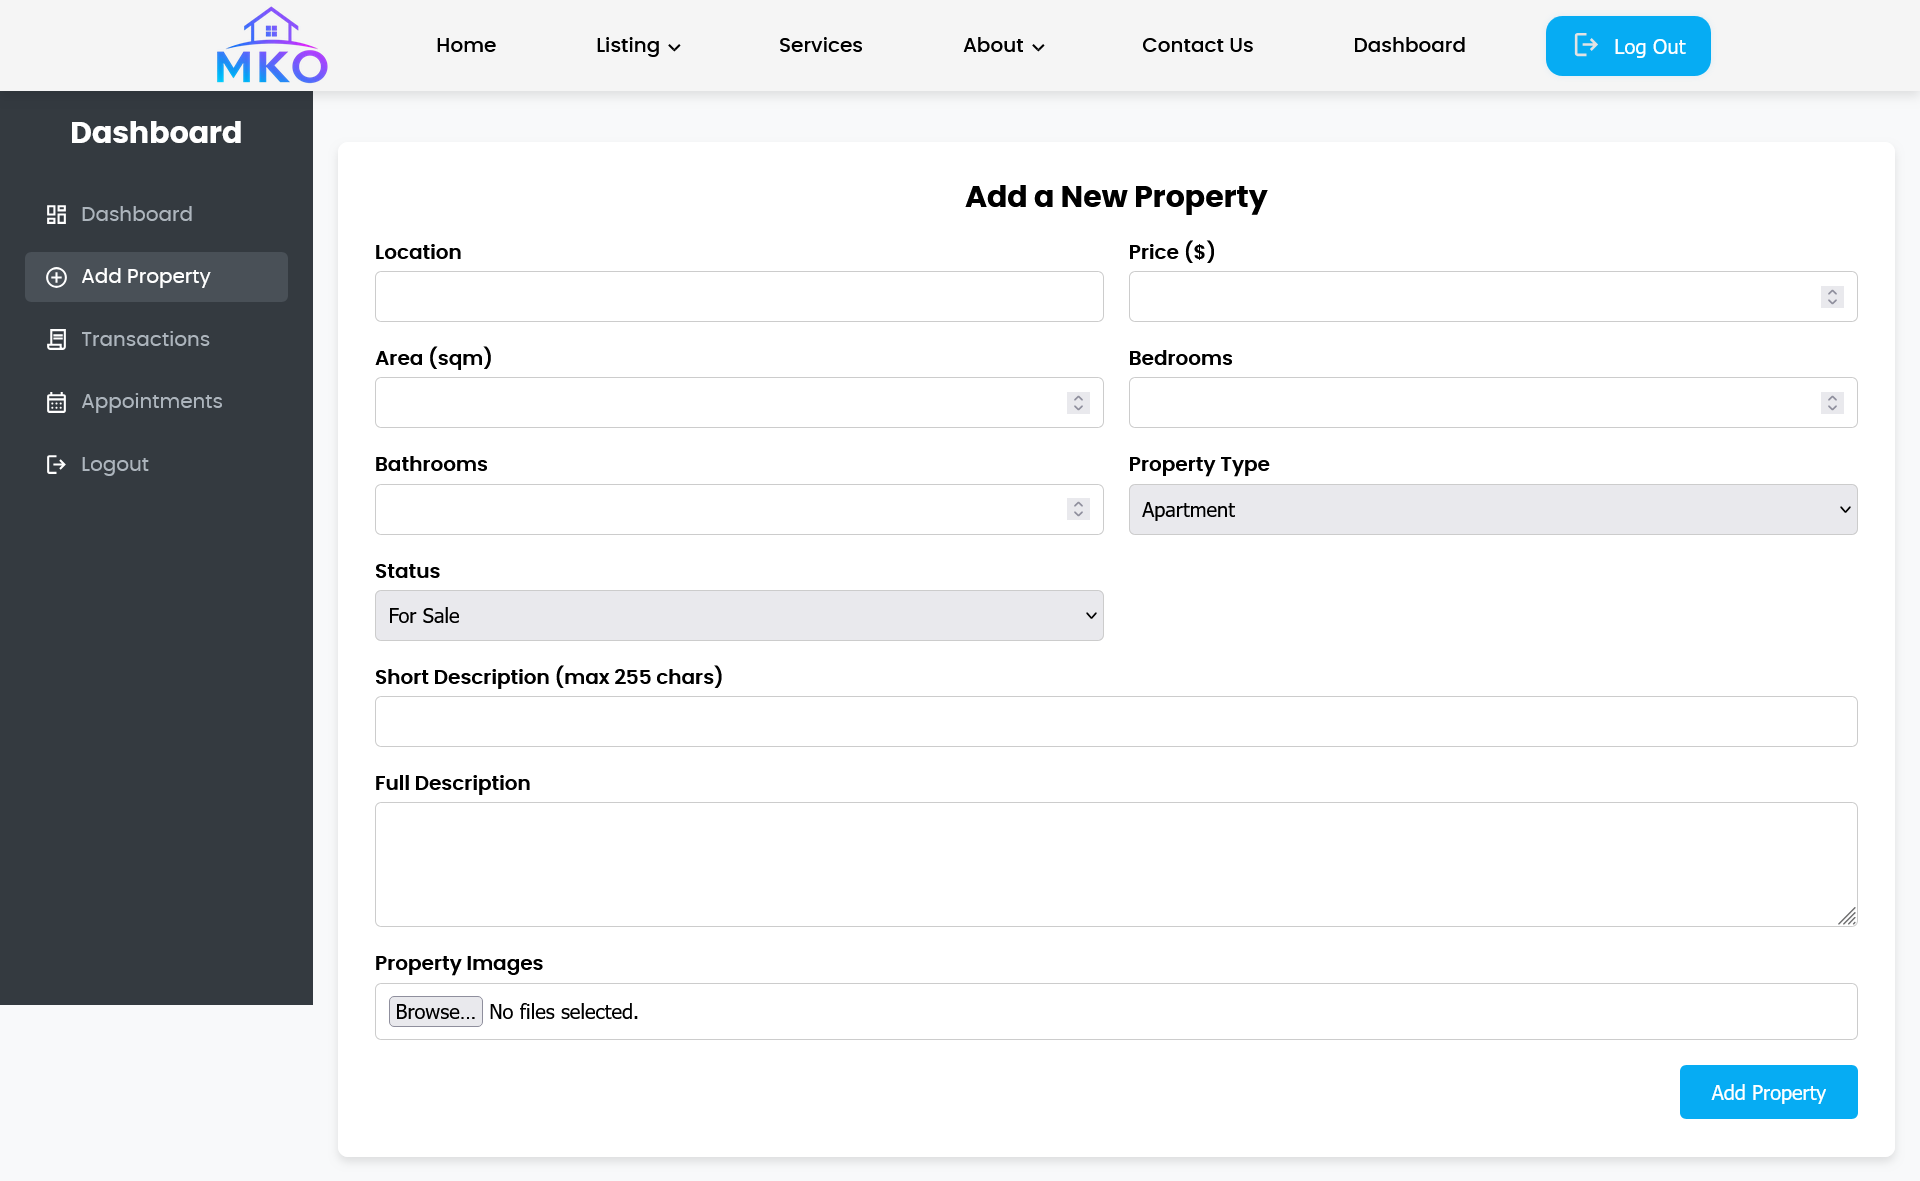 MKO
Home Listing Services About Contact Us Dashboard Log Out
Dashboard
Dashboard
Add Property
Transactions
Appointments
Logout
Add a New Property
Location Price ($)
Area (sqm) Bedrooms
Bathrooms Property Type
Apartment
Status
For Sale
Short Description (max 255 chars)
Full Description
Property Images
Browse... No files selected.
Add Property